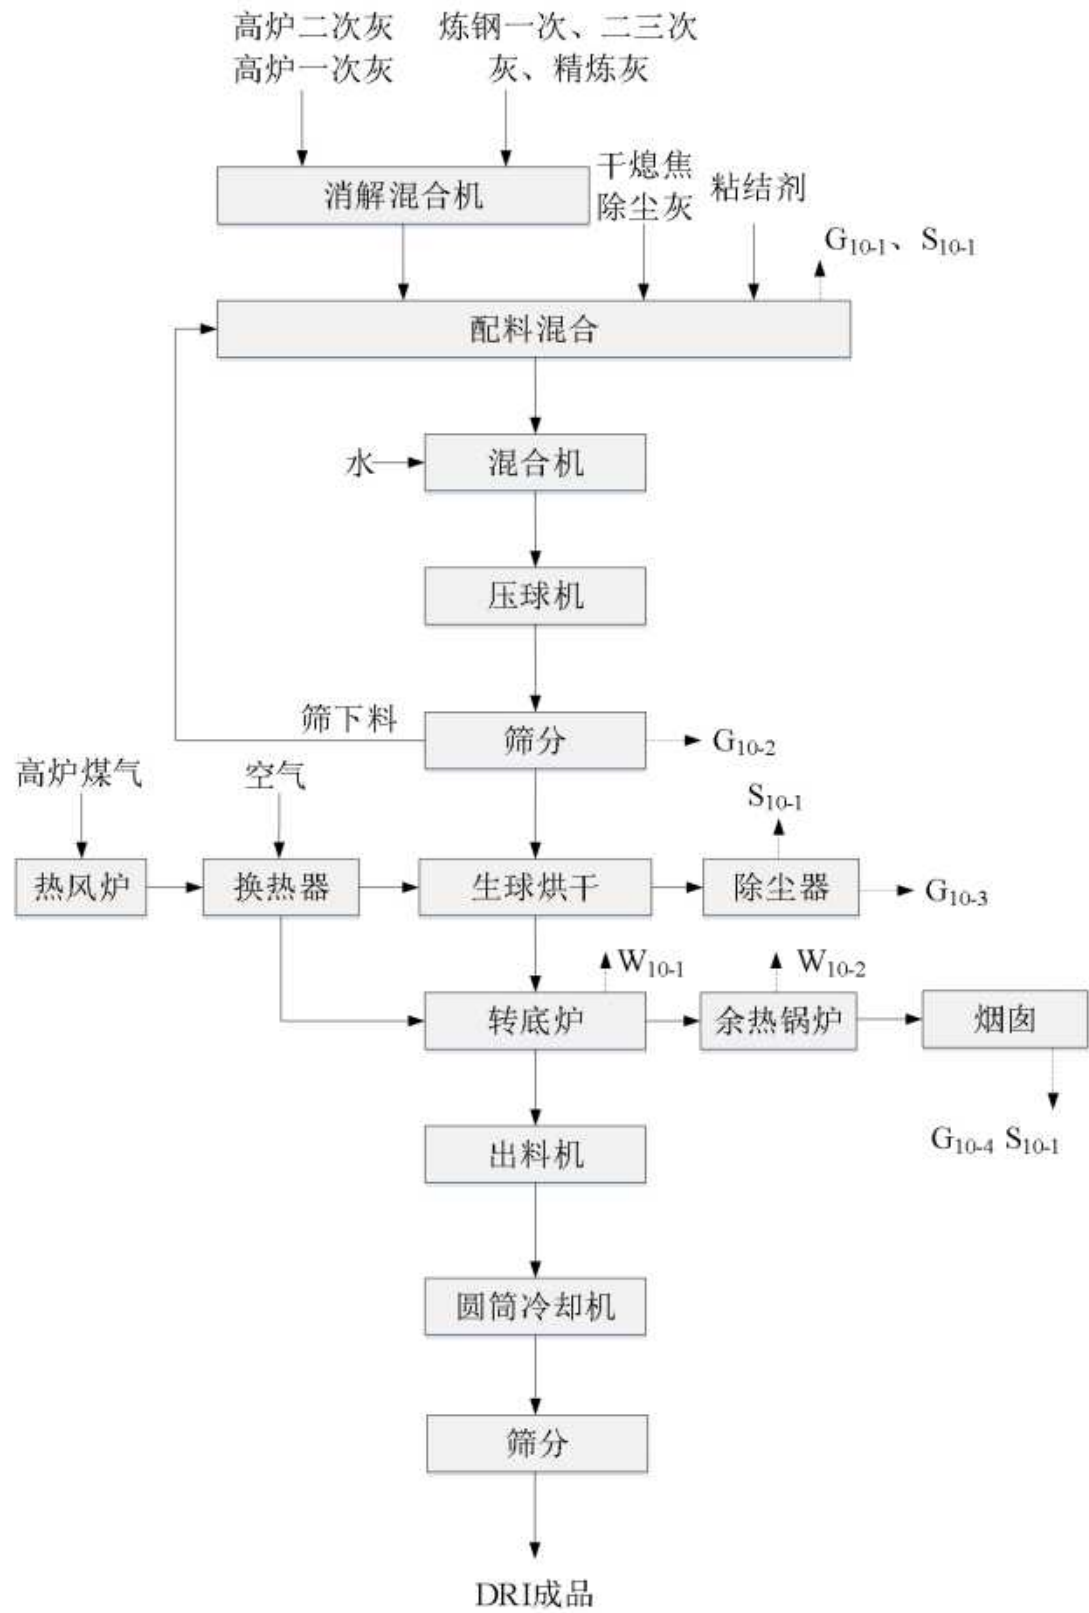 高炉二次灰
高炉一次灰
炼钢一次、二三次
灰、精炼灰
消解混合机
干熄焦
除尘灰
粘结剂
G10-1、S10-1
配料混合
水
混合机
压球机
筛下料
筛分
G10-2
高炉煤气
空气
S10-1
热风炉
换热器
生球烘干
除尘器
G10-3
W10-1
W10-2
转底炉
余热锅炉
烟囱
G10-4 S10-1
出料机
圆筒冷却机
筛分
DRI成品